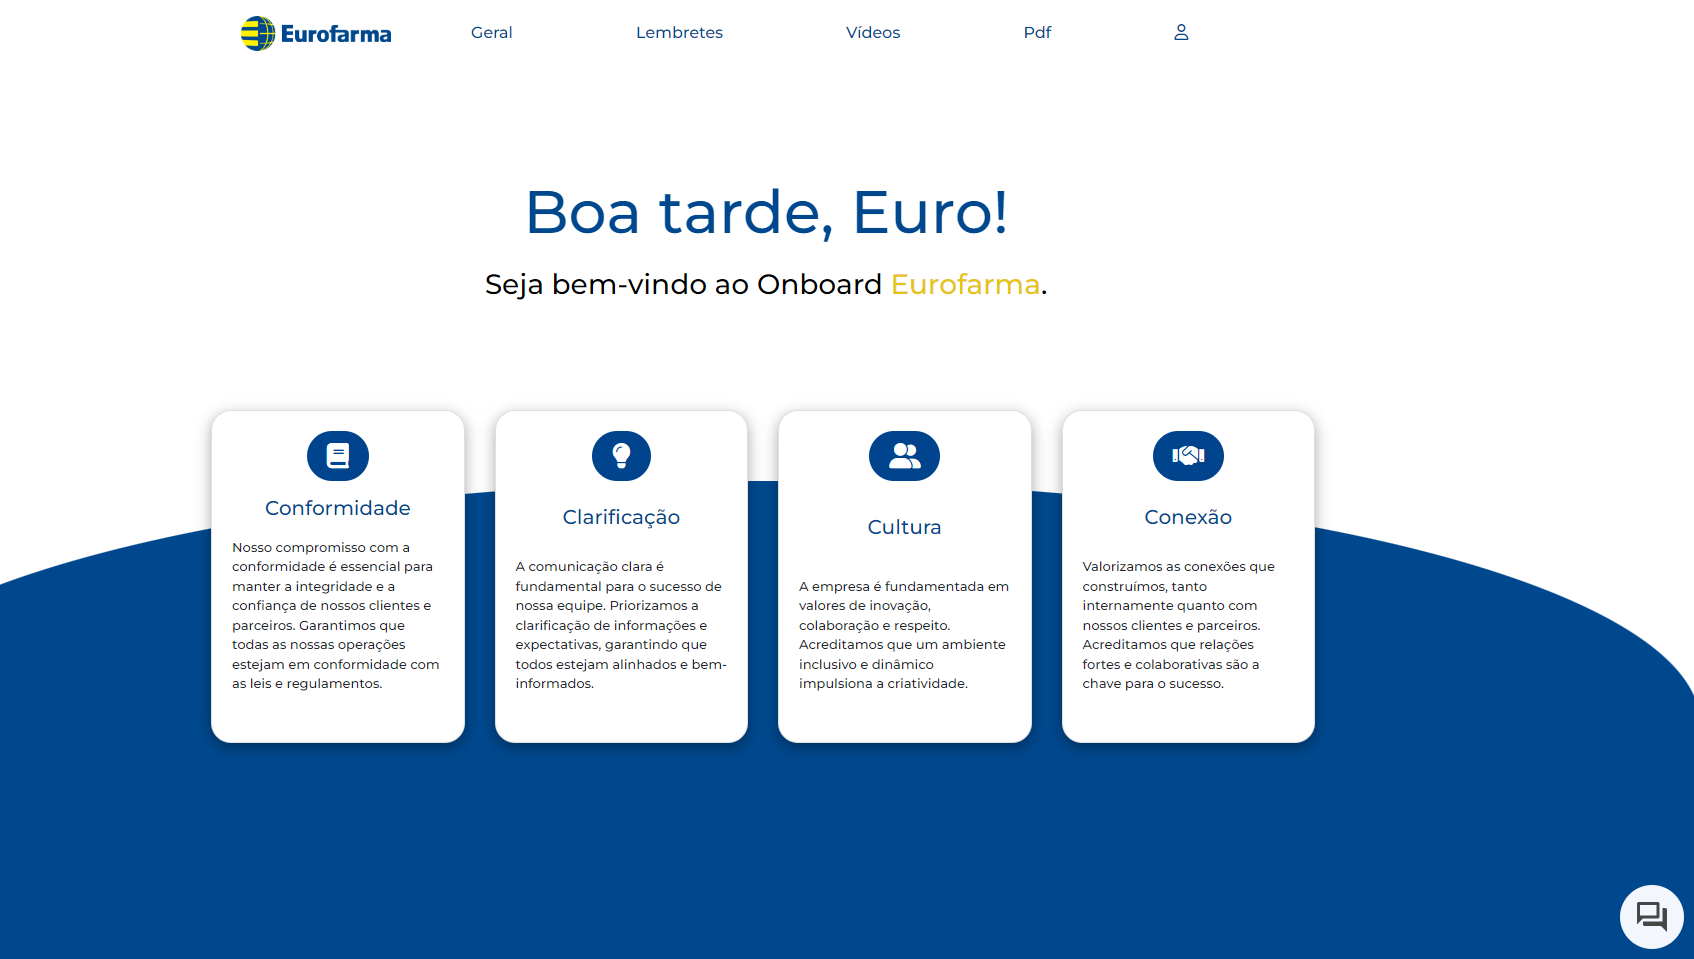 Eurofarma
Geral
Lembretes
Vídeos
Pdf
Boa tarde, Euro!
Seja bem-vindo ao Onboard Eurofarma.
Conformidade
Nosso compromisso com a
conformidade é essencial para
manter a integridade e a
confiança de nossos clientes e
parceiros. Garantimos que
todas as nossas operações
estejam em conformidade com
as leis e regulamentos.
Clarificação
A comunicação clara é
fundamental para o sucesso de
nossa equipe. Priorizamos a
clarificação de informações e
expectativas, garantindo que
todos estejam alinhados e bem-
informados.
Cultura
A empresa é fundamentada em
valores de inovação,
colaboração e respeito.
Acreditamos que um ambiente
inclusivo e dinâmico
impulsiona a criatividade.
Conexão
Valorizamos as conexões que
construímos, tanto
internamente quanto com
nossos clientes e parceiros.
Acreditamos que relações
fortes e colaborativas são a
chave para o sucesso.